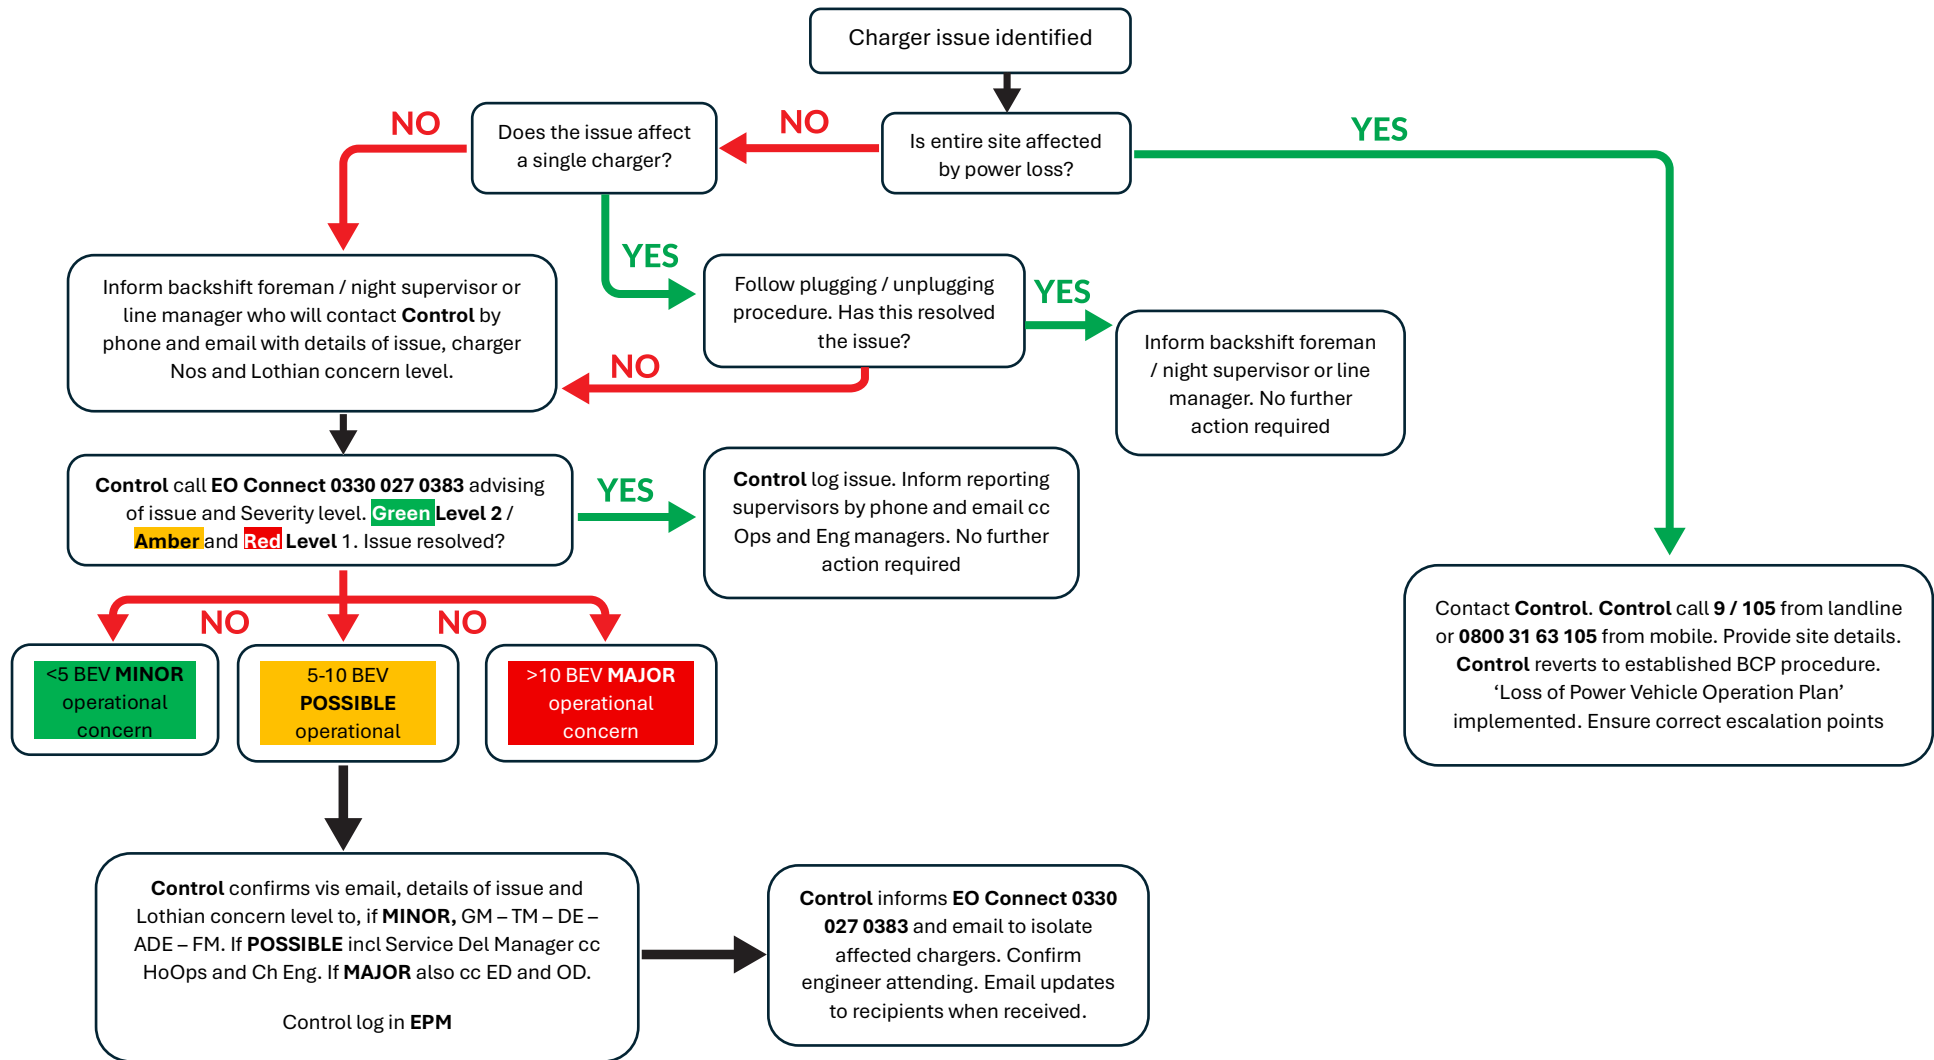 Charger issue identified
NO
Does the issue affect
a single charger?
NO
Is entire site affected
by power loss?
YES
Inform backshift foreman / night supervisor or
line manager who will contact Control by
phone and email with details of issue, charger
Nos and Lothian concern level.
YES
Follow plugging / unplugging
procedure. Has this resolved
the issue?
YES
Inform backshift foreman
/ night supervisor or line
manager. No further
action required
NO
Control call EO Connect 0330 027 0383 advising
of issue and Severity level. Green Level 2 /
Amber and Red Level 1. Issue resolved?
YES
Control log issue. Inform reporting
supervisors by phone and email cc
Ops and Eng managers. No further
action required
Contact Control. Control call 9 / 105 from landline
or 0800 31 63 105 from mobile. Provide site details.
Control reverts to established BCP procedure.
‘Loss of Power Vehicle Operation Plan’
implemented. Ensure correct escalation points
NO
NO
<5 BEV MINOR
operational
concern
5-10 BEV
POSSIBLE
operational
>10 BEV MAJOR
operational
concern
Control confirms vis email, details of issue and
Lothian concern level to, if MINOR, GM – TM – DE –
ADE – FM. If POSSIBLE incl Service Del Manager cc
HoOps and Ch Eng. If MAJOR also cc ED and OD.
Control log in EPM
Control informs EO Connect 0330
027 0383 and email to isolate
affected chargers. Confirm
engineer attending. Email updates
to recipients when received.